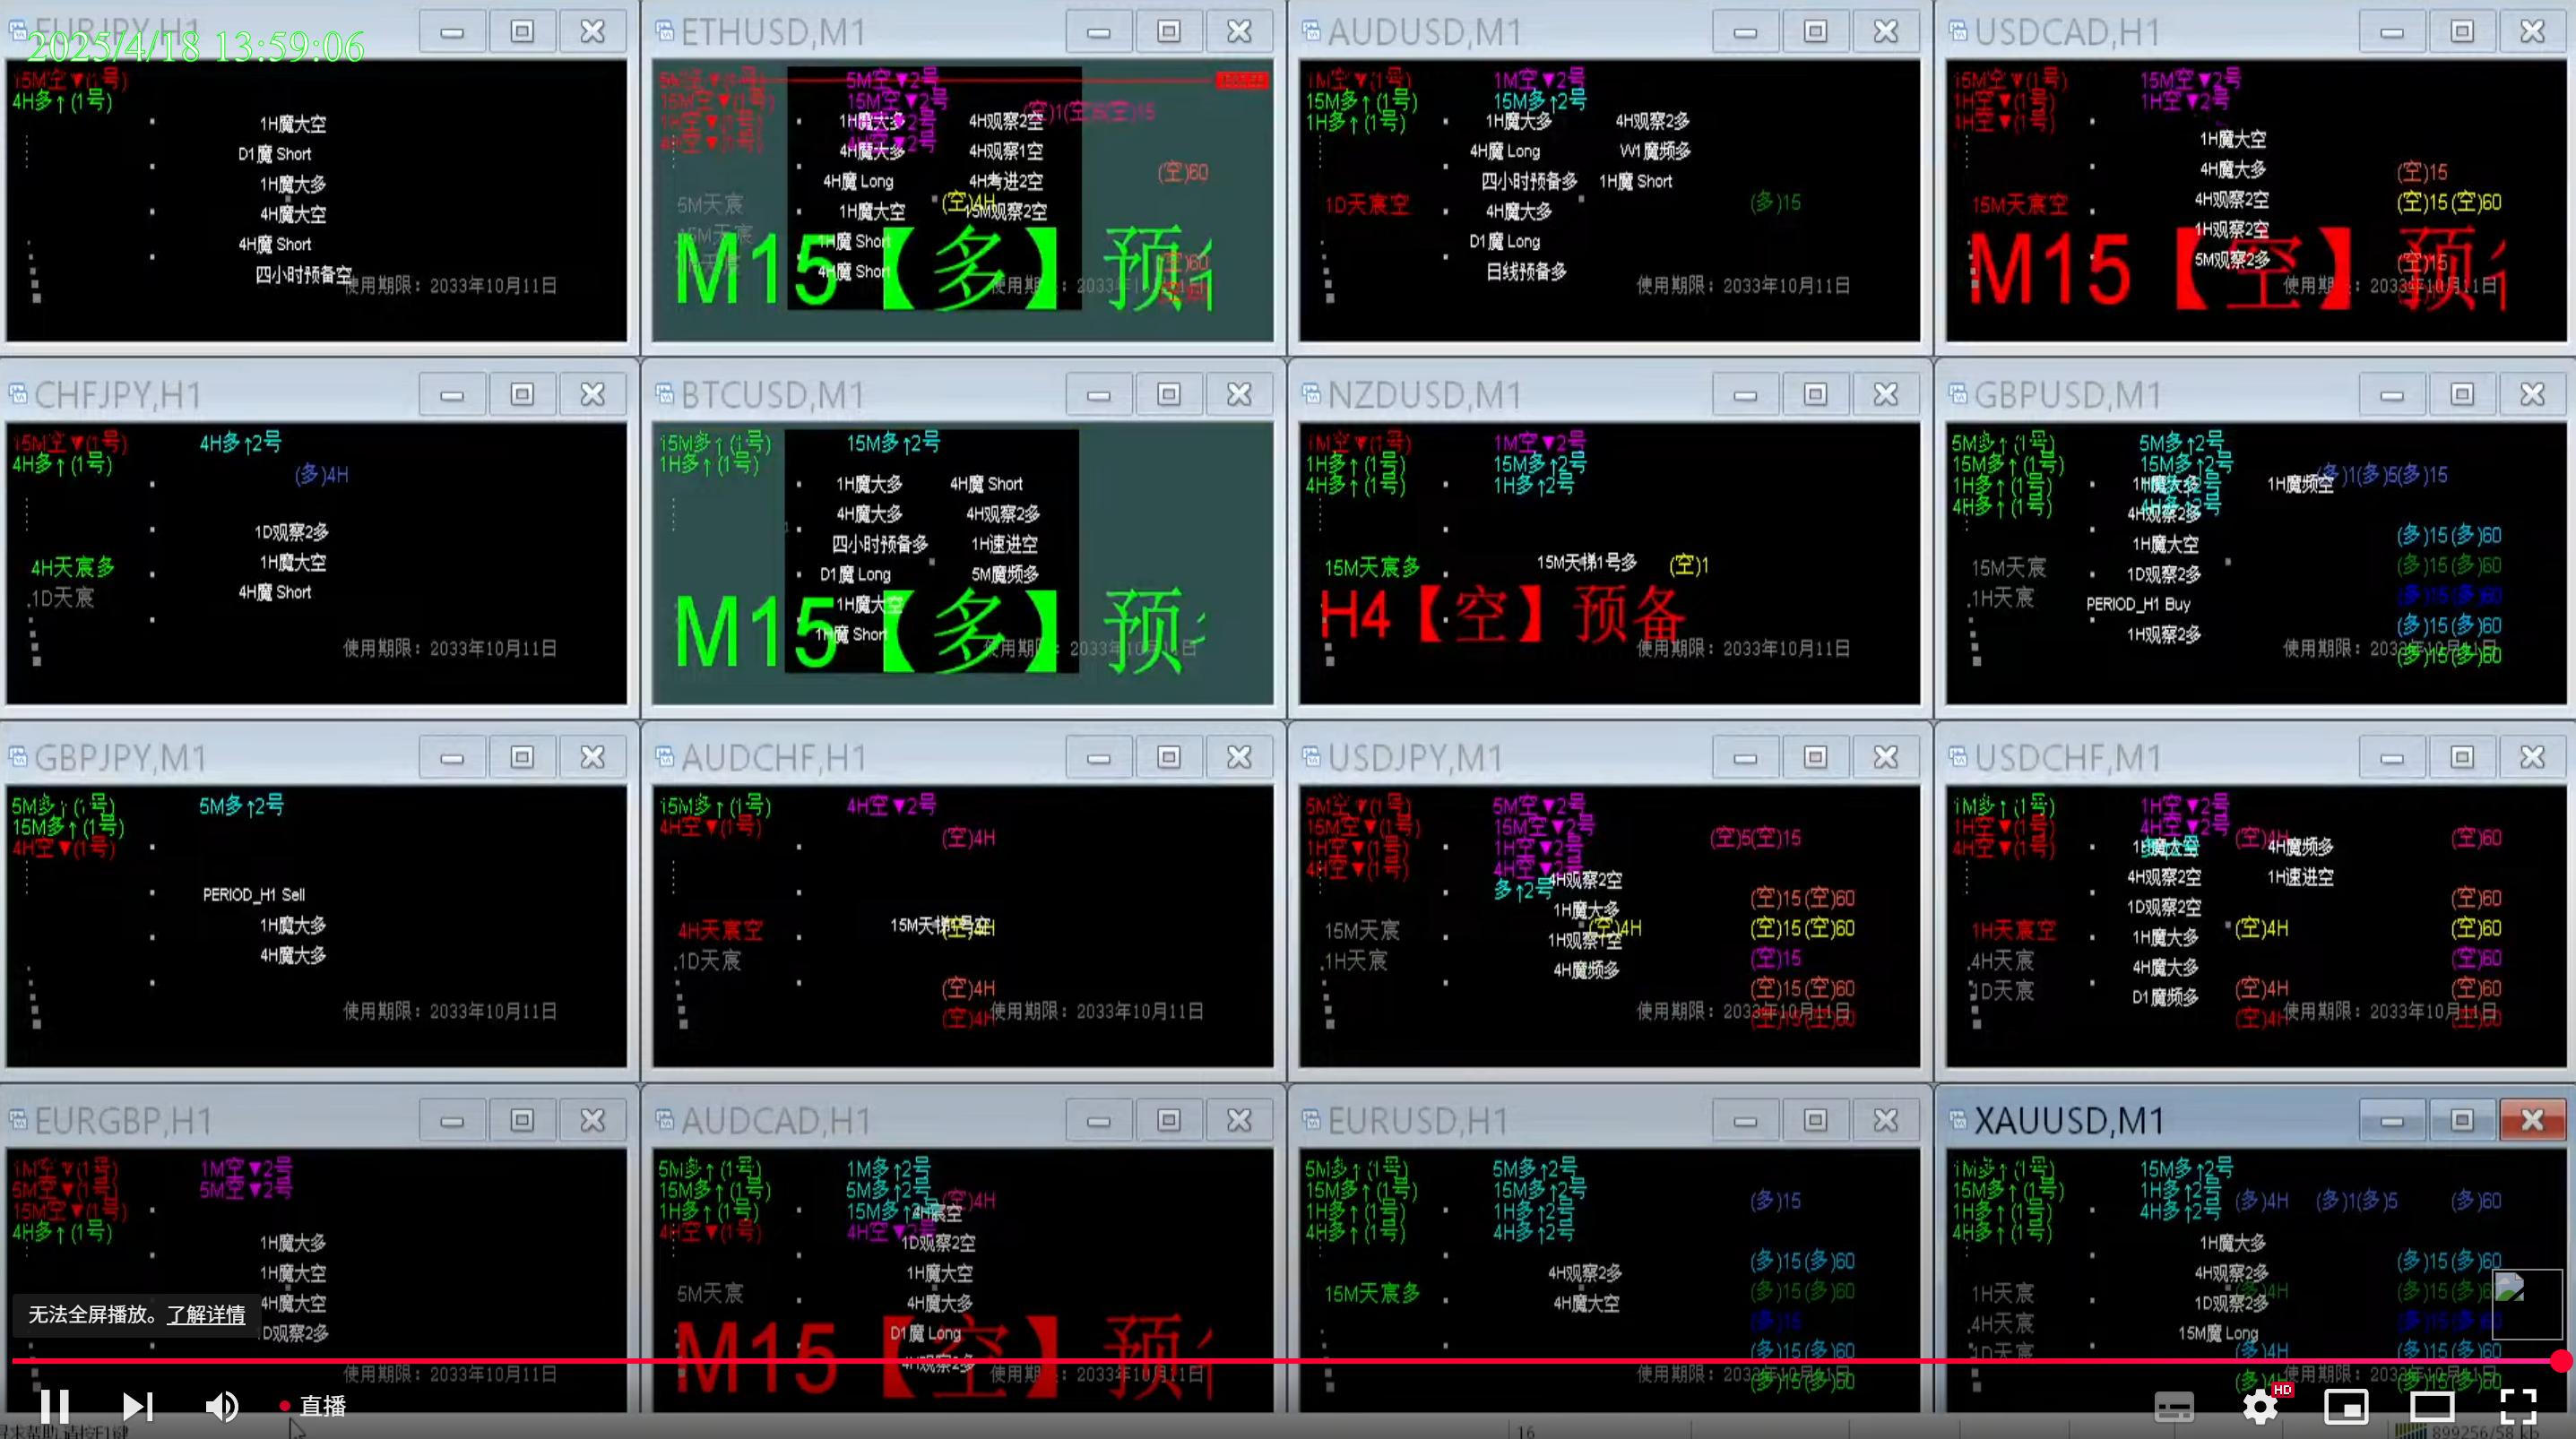 EURJPY,H1
2025/4/18 13:59:06
15M空▼(1号)
4H多↑(1号)
1H魔大空
D1魔 Short
1H魔大多
4H魔大空
4H魔 Short
四小时预备空
使用期限：2033年10月11日
ETHUSD,M1
5M空▼(1号)
15M空▼(1号)
1H空▼(1号)
4H空▼(1号)
5M空▼2号
15M空▼2号
(空)1(空)5(空)15
1H魔大多
4H魔大多
4H魔 Long
1H魔大空
1H魔 Short
4H魔 Short
4H观察2空
4H观察1空
4H考进2空
15M观察2空
(空)4H
(空)60
5M天宸
15M天宸
M15【多】预
AUDUSD,M1
1M空▼(1号)
15M多↑(1号)
1H多↑(1号)
1M空▼2号
15M多↑2号
1H魔大多
4H魔 Long
四小时预备多
4H魔大多
D1魔 Long
日线预备多
4H观察2多
W1魔频多
1H魔 Short
1D天宸空
(多)15
使用期限：2033年10月11日
USDCAD,H1
15M空▼(1号)
1H空▼(1号)
4H空▼(1号)
15M空▼2号
1H空▼2号
1H魔大空
4H魔大多
4H观察2空
1H观察2空
5M观察2多
(空)15
(空)15(空)60
(空)15
15M天宸空
M15【空】预
使用期限：2033年10月11日
CHFJPY,H1
15M空▼(1号)
4H多↑(1号)
4H多↑2号
(多)4H
1D观察2多
1H魔大空
4H魔 Short
4H天宸多
1D天宸
使用期限：2033年10月11日
BTCUSD,M1
15M多↑(1号)
1H多↑(1号)
15M多↑2号
1H魔大多
4H魔大多
四小时预备多
D1魔 Long
1H魔大空
1H魔 Short
4H魔 Short
4H观察2多
1H速进空
5M魔频多
M15【多】预
NZDUSD,M1
1M空▼(1号)
1H多↑(1号)
4H多↑(1号)
1M空▼2号
15M多↑2号
1H多↑2号
15M天梯1号多
(空)1
15M天宸多
H4【空】预备
使用期限：2033年10月11日
GBPUSD,M1
5M多↑(1号)
15M多↑(1号)
1H多↑(1号)
4H多↑(1号)
5M多↑2号
15M多↑2号
(多)1(多)5(多)15
1H魔大多
4H观察2多
1H魔大空
1D观察2多
PERIOD_H1 Buy
1H观察2多
1H魔频空
(多)15(多)60
(多)15(多)60
(多)15(多)60
(多)15(多)60
(多)15(多)60
15M天宸
1H天宸
使用期限：2033年10月11日
GBPJPY,M1
5M多↑(1号)
15M多↑(1号)
4H空▼(1号)
5M多↑2号
PERIOD_H1 Sell
1H魔大多
4H魔大多
使用期限：2033年10月11日
AUDCHF,H1
15M多↑(1号)
4H空▼(1号)
4H空▼2号
(空)4H
4H天宸空
1D天宸
(空)4H
(空)4H
使用期限：2033年10月11日
USDJPY,M1
5M空▼(1号)
15M空▼(1号)
1H空▼(1号)
4H空▼(1号)
5M空▼2号
15M空▼2号
1H空▼2号
4H空▼2号
多↑2号
(空)5(空)15
4H观察2空
1H魔大多
(空)4H
1H观察1空
4H魔频多
(空)15(空)60
(空)15(空)60
(空)15
(空)15(空)60
(空)15(空)60
15M天宸
1H天宸
使用期限：2033年10月11日
USDCHF,M1
1M多↑(1号)
1H空▼(1号)
4H空▼(1号)
1H空▼2号
4H空▼2号
(空)4H
(空)60
1H魔大空
4H观察2空
1D观察2空
1H魔大多
4H魔大多
D1魔频多
4H魔频多
1H速进空
(空)4H
(空)4H
(空)4H
(空)60
(空)60
(空)60
(空)60
(空)60
1H天宸空
4H天宸
1D天宸
使用期限：2033年10月11日
EURGBP,H1
1M空▼(1号)
5M空▼(1号)
15M空▼(1号)
4H多↑(1号)
1M空▼2号
5M空▼2号
1H魔大多
1H魔大空
4H魔大空
1D观察2多
使用期限：2033年10月11日
AUDCAD,H1
5M多↑(1号)
15M多↑(1号)
1H多↑(1号)
4H空▼(1号)
1M多↑2号
5M多↑2号
15M多↑2号
4H空▼2号
(空)4H
1D观察2空
1H魔大空
4H魔大多
D1魔 Long
4H观察2多
5M天宸
M15【空】预
EURUSD,H1
5M多↑(1号)
15M多↑(1号)
1H多↑(1号)
4H多↑(1号)
5M多↑2号
15M多↑2号
1H多↑2号
4H多↑2号
(多)15
4H观察2多
4H魔大空
(多)15(多)60
(多)15(多)60
(多)15
(多)15(多)60
(多)15(多)60
15M天宸多
使用期限：2033年10月11日
XAUUSD,M1
1M多↑(1号)
15M多↑(1号)
1H多↑(1号)
4H多↑(1号)
15M多↑2号
1H多↑2号
4H多↑2号
(多)4H
(多)1(多)5
(多)60
1H魔大多
4H观察2多
1D观察2多
15M魔 Long
(多)15(多)60
(多)15(多)60
(多)4H
1H天宸
4H天宸
1D天宸
使用期限：2033年10月11日
无法全屏播放。了解详情
直播
HD
16